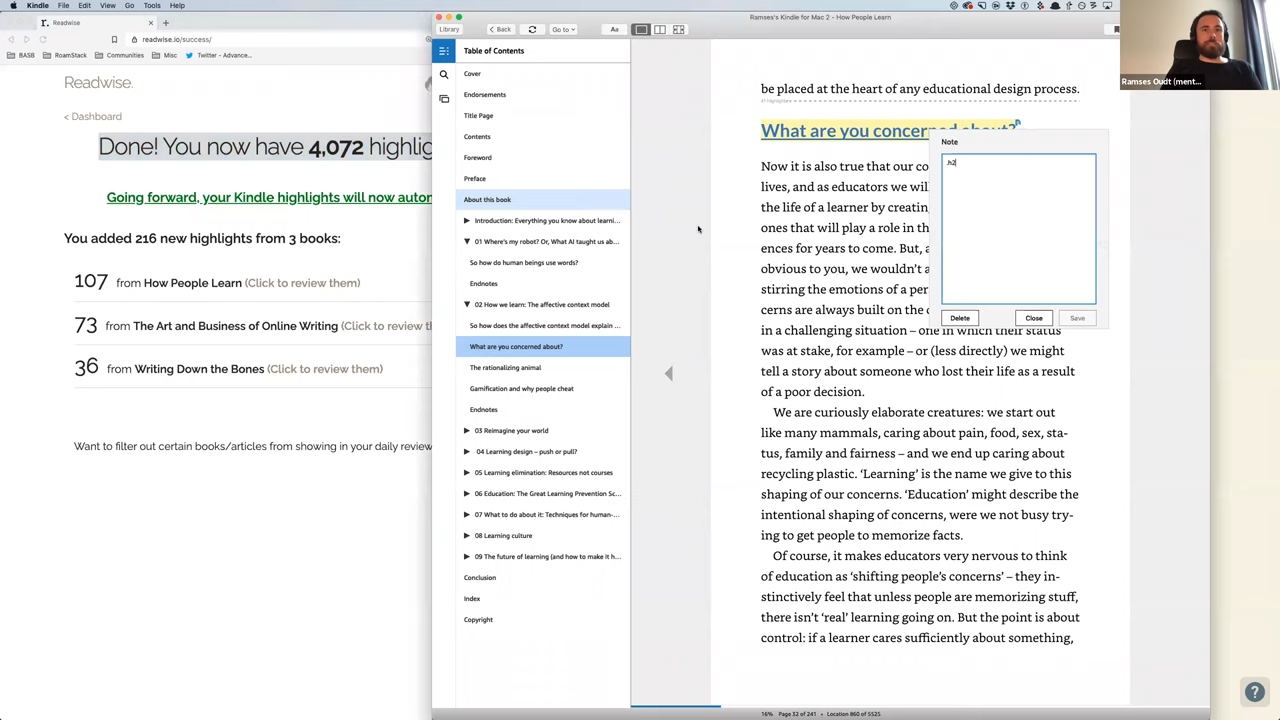 Kindle File Edit View Go Tools Help
Readwise
readwise.io/success/
BASB RoamStack Communities Misc Twitter - Advance...
Readwise.
< Dashboard
Done! You now have 4,072 highlig
Going forward, your Kindle highlights will now autor
You added 216 new highlights from 3 books:
107 from How People Learn (Click to review them)
73 from The Art and Business of Online Writing (Click to review th
36 from Writing Down the Bones (Click to review them)
Want to filter out certain books/articles from showing in your daily review
Ramses's Kindle for Mac 2 - How People Learn
Library Back Go to Aa
Table of Contents
Cover
Endorsements
Title Page
Contents
Foreword
Preface
About this book
Introduction: Everything you know about learni...
01 Where's my robot? Or, What AI taught us ab...
So how do human beings use words?
Endnotes
02 How we learn: The affective context model
So how does the affective context model explain ...
What are you concerned about?
The rationalizing animal
Gamification and why people cheat
Endnotes
03 Reimagine your world
04 Learning design – push or pull?
05 Learning elimination: Resources not courses
06 Education: The Great Learning Prevention Sc...
07 What to do about it: Techniques for human-...
08 Learning culture
09 The future of learning (and how to make it h...
Conclusion
Index
Copyright
be placed at the heart of any educational design process.
41 Highlighters
What are you concerned about?
Now it is also true that our co
lives, and as educators we will
the life of a learner by creating
ones that will play a role in th
ences for years to come. But, a
obvious to you, we wouldn't a
stirring the emotions of a per
cerns are always built on the
in a challenging situation – one in which their status
was at stake, for example – or (less directly) we might
tell a story about someone who lost their life as a result
of a poor decision.
We are curiously elaborate creatures: we start out
like many mammals, caring about pain, food, sex, sta-
tus, family and fairness – and we end up caring about
recycling plastic. 'Learning' is the name we give to this
shaping of our concerns. 'Education' might describe the
intentional shaping of concerns, were we not busy try-
ing to get people to memorize facts.
Of course, it makes educators very nervous to think
of education as 'shifting people's concerns' – they in-
stinctively feel that unless people are memorizing stuff,
there isn't 'real' learning going on. But the point is about
control: if a learner cares sufficiently about something,
Note
.h2
Delete Close Save
16% Page 32 of 241 • Location 860 of 5525
Ramses Oudt (ment...
?